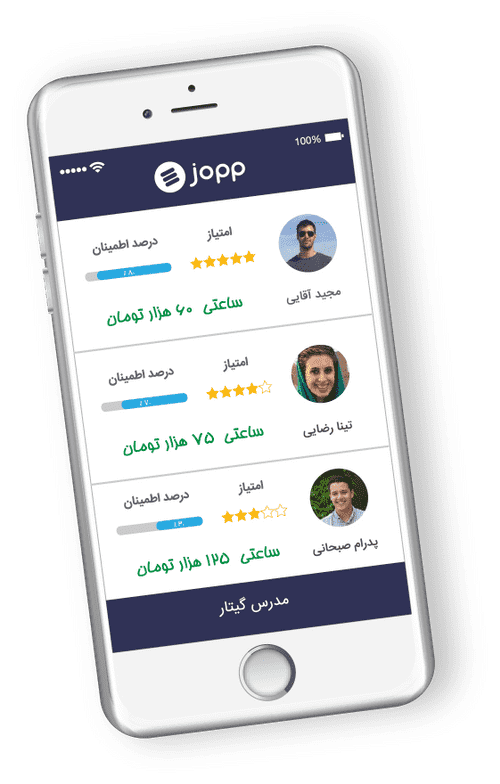 100%
jopp
امتیاز
درصد اطمینان
٪۸۰
مجید آقایی
ساعتی ۶۰ هزار تومان
امتیاز
درصد اطمینان
٪۷۰
تینا رضایی
ساعتی ۷۵ هزار تومان
امتیاز
درصد اطمینان
پدرام صبحانی
ساعتی ۱۲۵ هزار تومان
مدرس گیتار